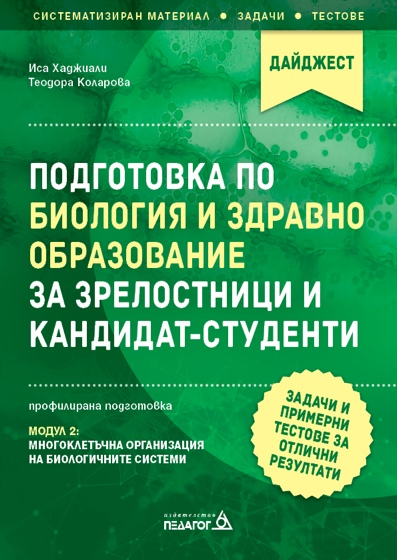 СИСТЕМАТИЗИРАН МАТЕРИАЛ • ЗАДАЧИ • ТЕСТОВЕ
Иса Хаджиали
Теодора Коларова
ДАЙДЖЕСТ
ПОДГОТОВКА ПО
БИОЛОГИЯ И ЗДРАВНО
ОБРАЗОВАНИЕ
ЗА ЗРЕЛОСТНИЦИ И
КАНДИДАТ-СТУДЕНТИ
профилирана подготовка
МОДУЛ 2:
МНОГОКЛЕТЪЧНА ОРГАНИЗАЦИЯ
НА БИОЛОГИЧНИТЕ СИСТЕМИ
ЗАДАЧИ И
ПРИМЕРНИ
ТЕСТОВЕ ЗА
ОТЛИЧНИ
РЕЗУЛТАТИ
издателство
ПЕДАГОГ 6